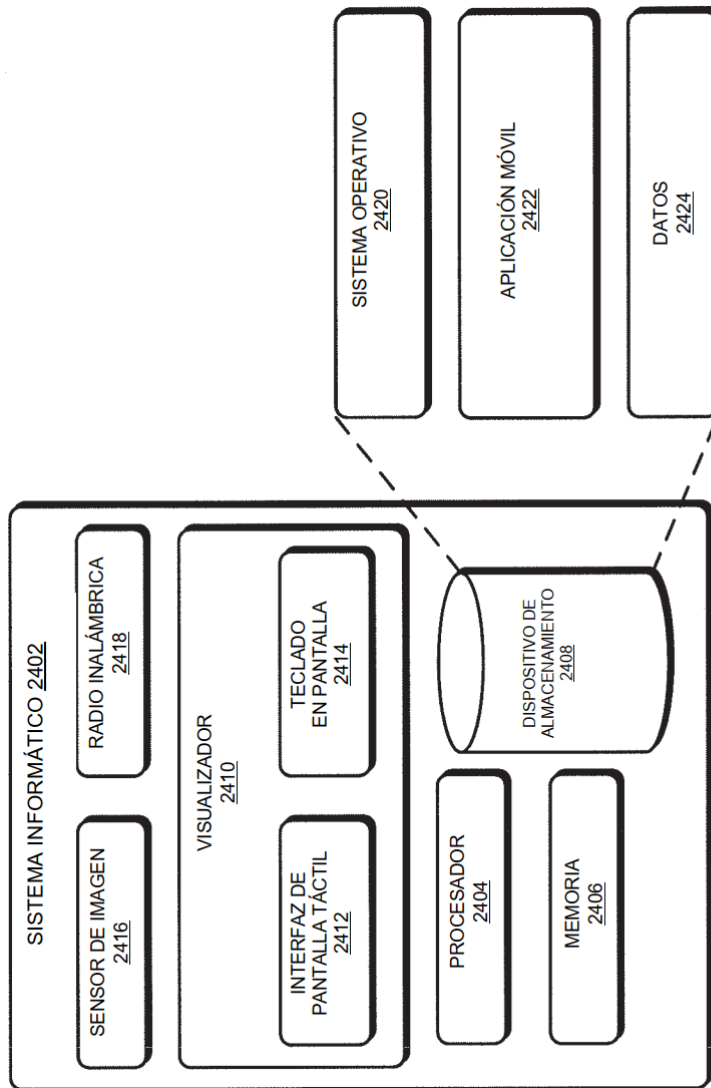 SISTEMA INFORMÁTICO 2402
SENSOR DE IMAGEN
2416
RADIO INALÁMBRICA
2418
VISUALIZADOR
2410
INTERFAZ DE
PANTALLA TÁCTIL
2412
TECLADO
EN PANTALLA
2414
PROCESADOR
2404
MEMORIA
2406
DISPOSITIVO DE
ALMACENAMIENTO
2408
SISTEMA OPERATIVO
2420
APLICACIÓN MÓVIL
2422
DATOS
2424